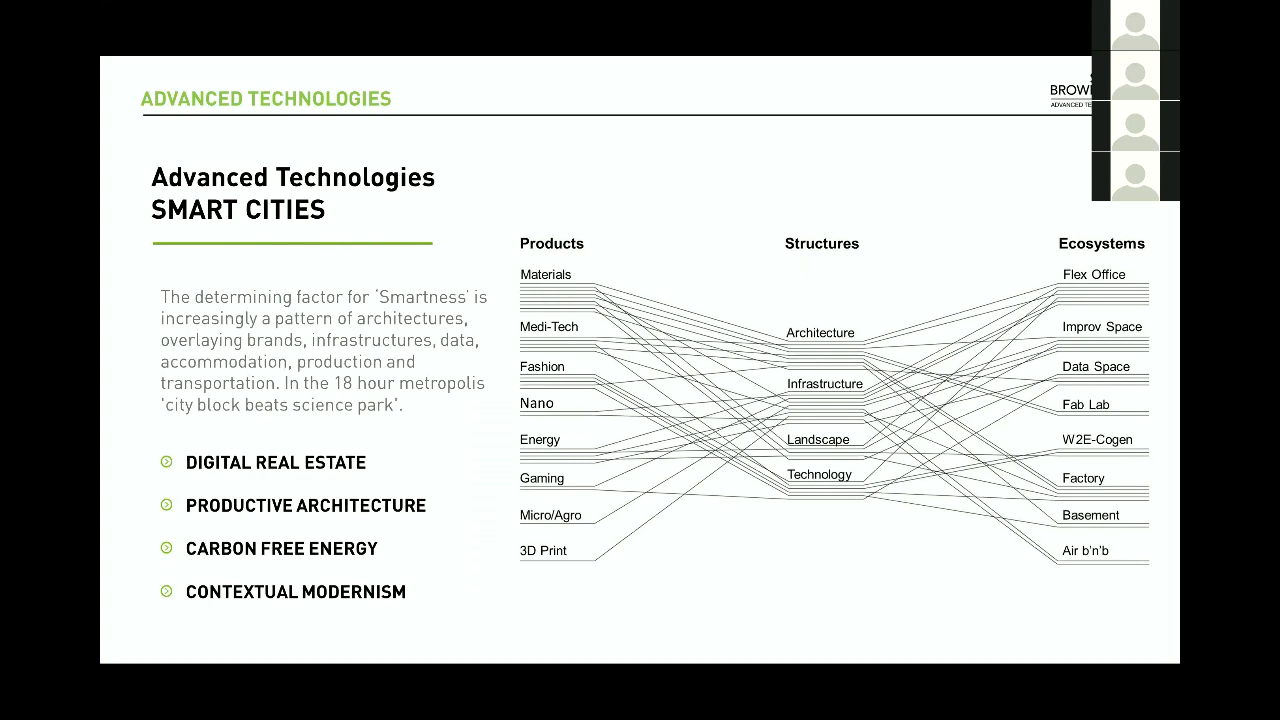 ADVANCED TECHNOLOGIES
Advanced Technologies
SMART CITIES
The determining factor for 'Smartness' is
increasingly a pattern of architectures,
overlaying brands, infrastructures, data,
accommodation, production and
transportation. In the 18 hour metropolis
'city block beats science park'.
DIGITAL REAL ESTATE
PRODUCTIVE ARCHITECTURE
CARBON FREE ENERGY
CONTEXTUAL MODERNISM
Products
Materials
Medi-Tech
Fashion
Nano
Energy
Gaming
Micro/Agro
3D Print
Structures
Architecture
Infrastructure
Landscape
Technology
Ecosystems
Flex Office
Improv Space
Data Space
Fab Lab
W2E-Cogen
Factory
Basement
Air b'n'b